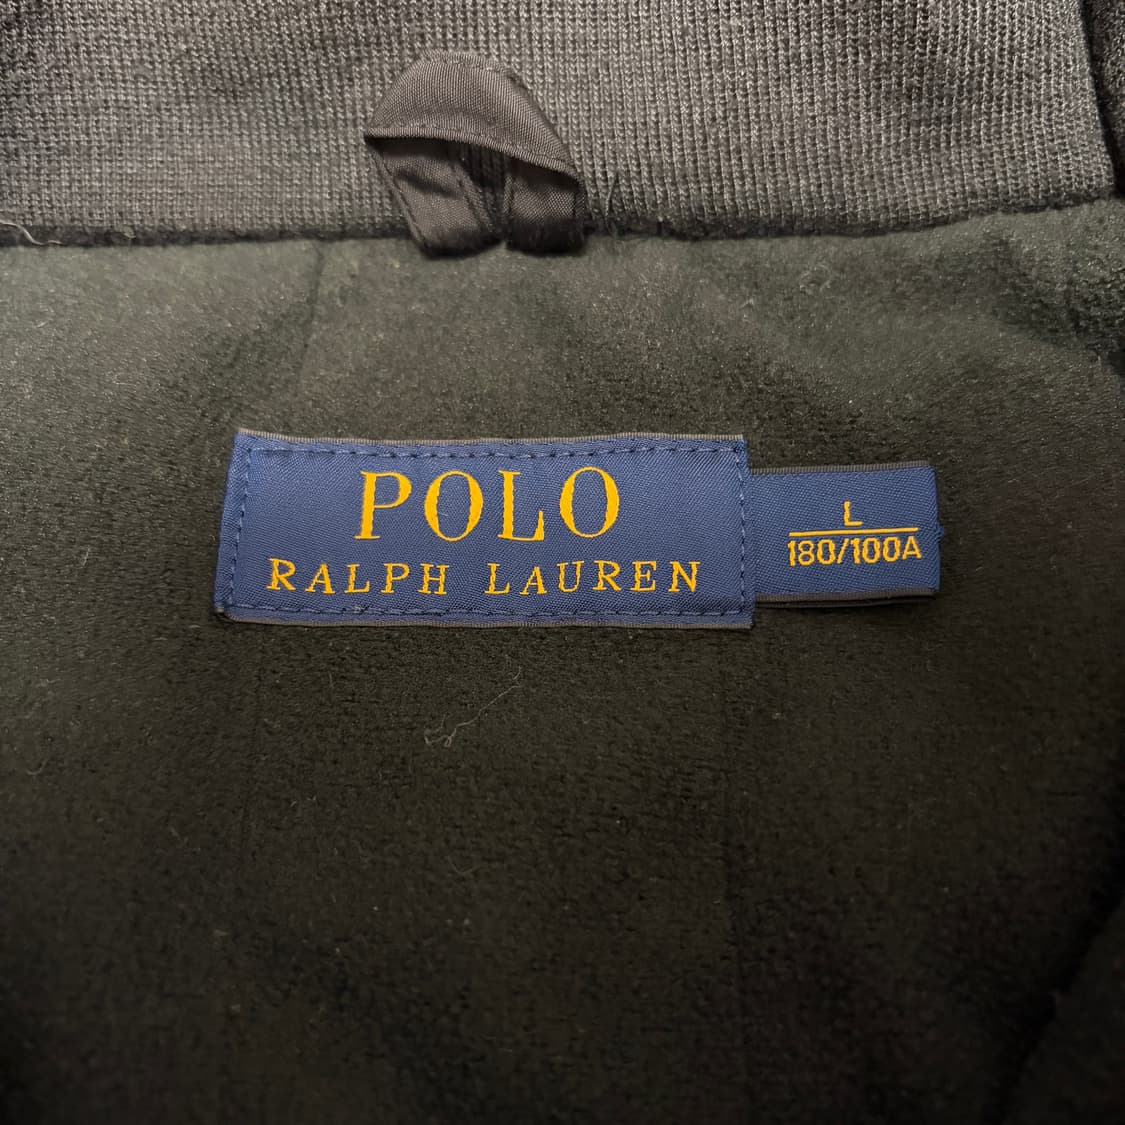 POLO
RALPH LAUREN
L
180/100A